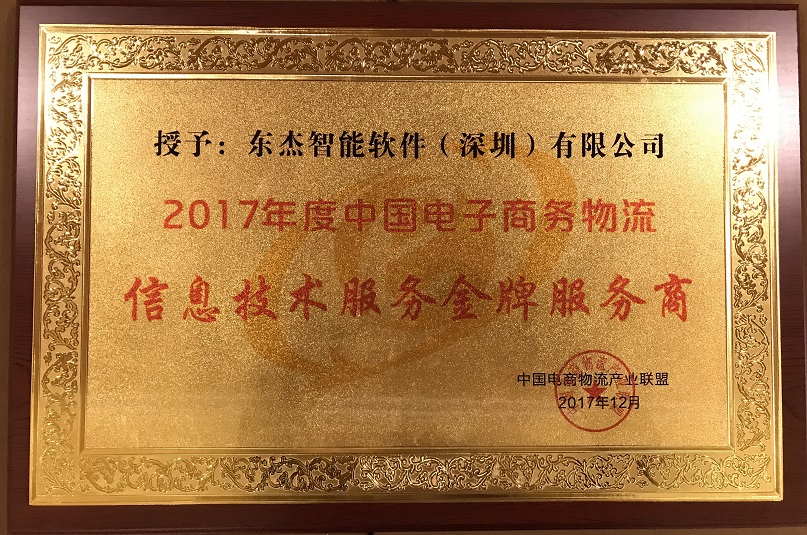 授予：东杰智能软件（深圳）有限公司
2017年度中国电子商务物流
信息技术服务金牌服务商
中国电商物流产业联盟
2017年12月